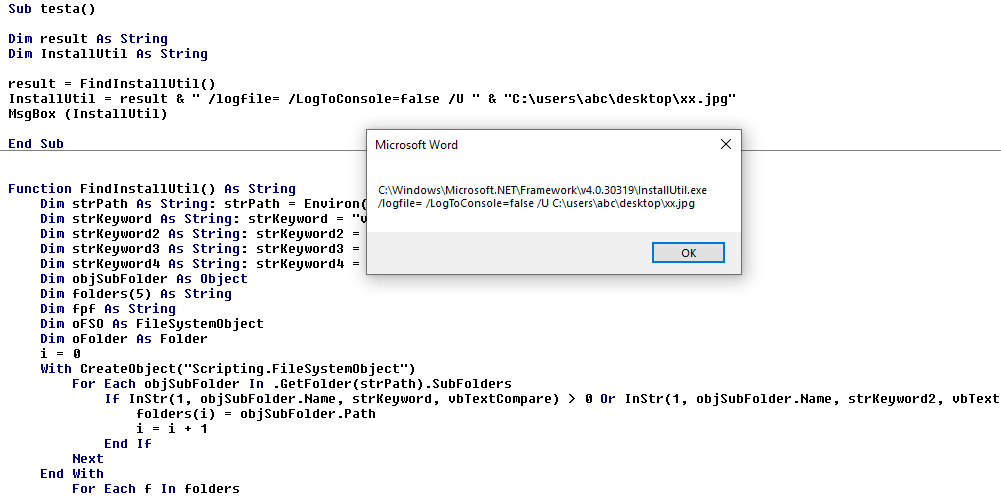 Sub testa()
Dim result As String
Dim InstallUtil As String
result = FindInstallUtil()
InstallUtil = result & " /logfile= /LogToConsole=false /U " & "C:\users\abc\desktop\xx.jpg"
MsgBox (InstallUtil)
End Sub
Microsoft Word
C:\Windows\Microsoft.NET\Framework\v4.0.30319\InstallUtil.exe
/logfile= /LogToConsole=false /U C:\users\abc\desktop\xx.jpg
OK
Function FindInstallUtil() As String
Dim strPath As String: strPath = Environ(
Dim strKeyword As String: strKeyword = "v
Dim strKeyword2 As String: strKeyword2 =
Dim strKeyword3 As String: strKeyword3 =
Dim strKeyword4 As String: strKeyword4 =
Dim objSubFolder As Object
Dim folders(5) As String
Dim fpf As String
Dim oFSO As FileSystemObject
Dim oFolder As Folder
i = 0
With CreateObject("Scripting.FileSystemObject")
For Each objSubFolder In .GetFolder(strPath).SubFolders
If InStr(1, objSubFolder.Name, strKeyword, vbTextCompare) > 0 Or InStr(1, objSubFolder.Name, strKeyword2, vbText
folders(i) = objSubFolder.Path
i = i + 1
End If
Next
End With
For Each f In folders